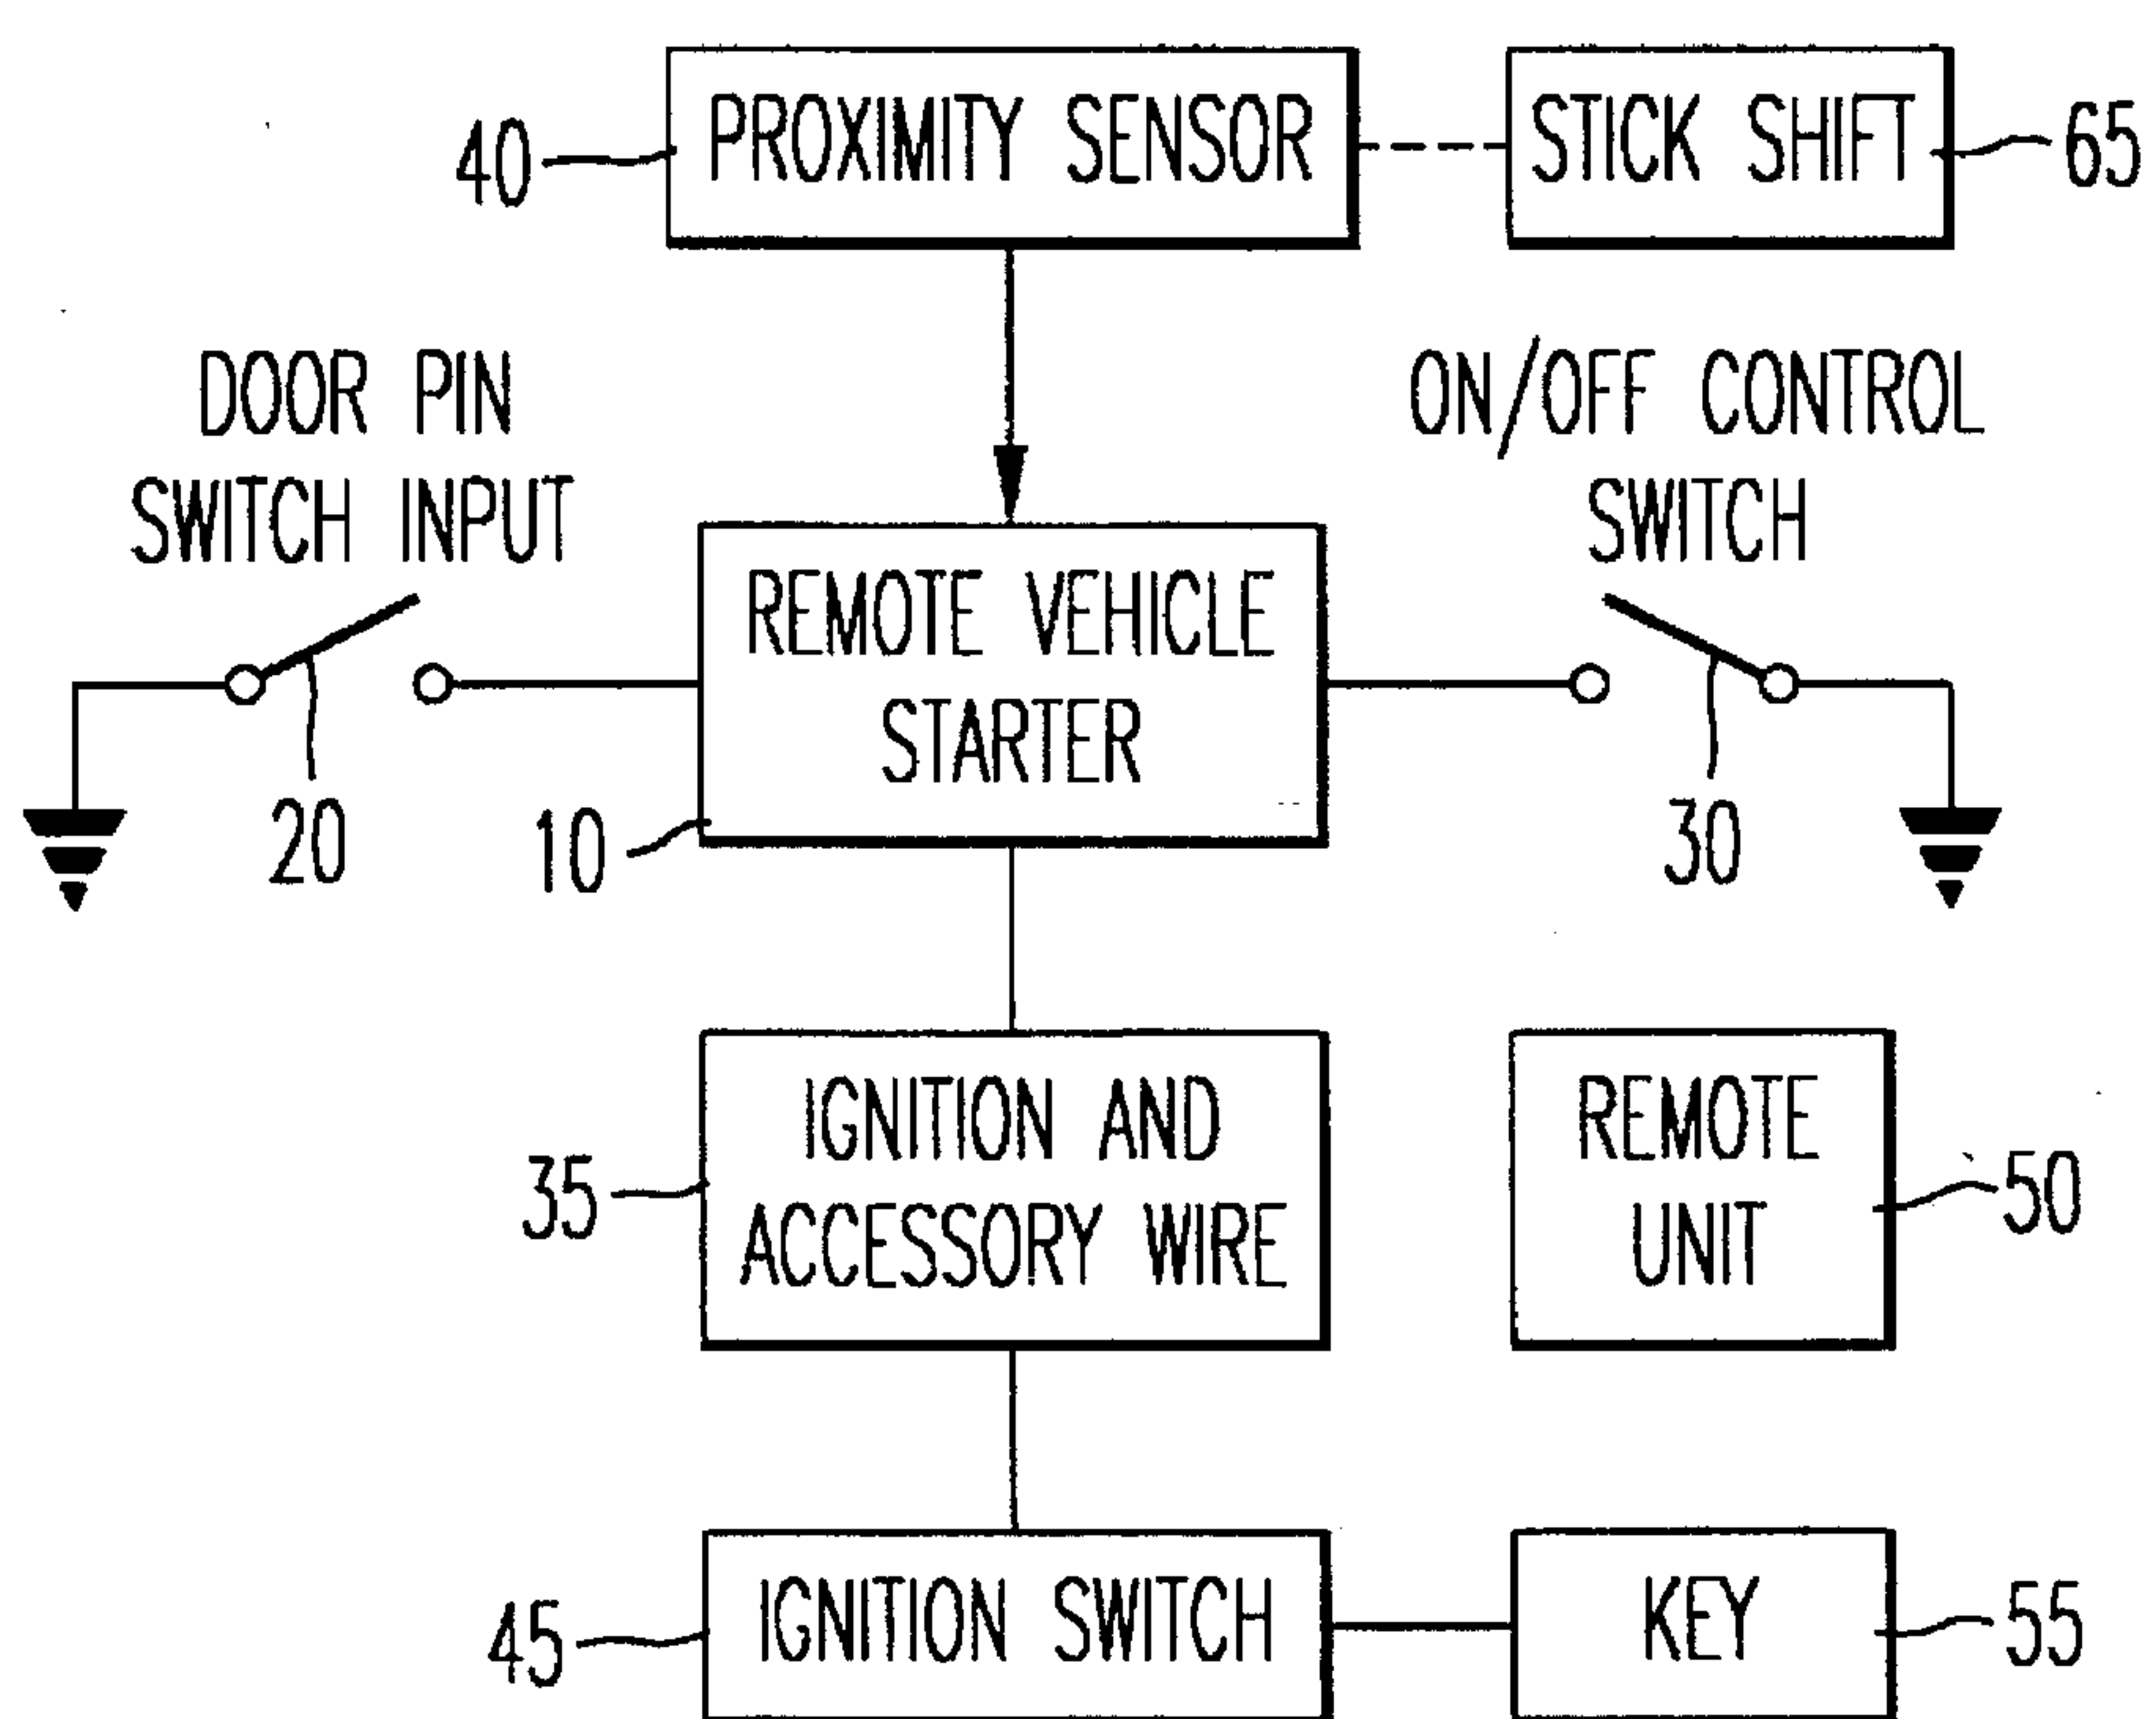 40
PROXIMITY SENSOR
STICK SHIFT
65
DOOR PIN
SWITCH INPUT
ON/OFF CONTROL
SWITCH
REMOTE VEHICLE
STARTER
20
10
30
IGNITION AND
ACCESSORY WIRE
35
REMOTE
UNIT
50
IGNITION SWITCH
45
KEY
55